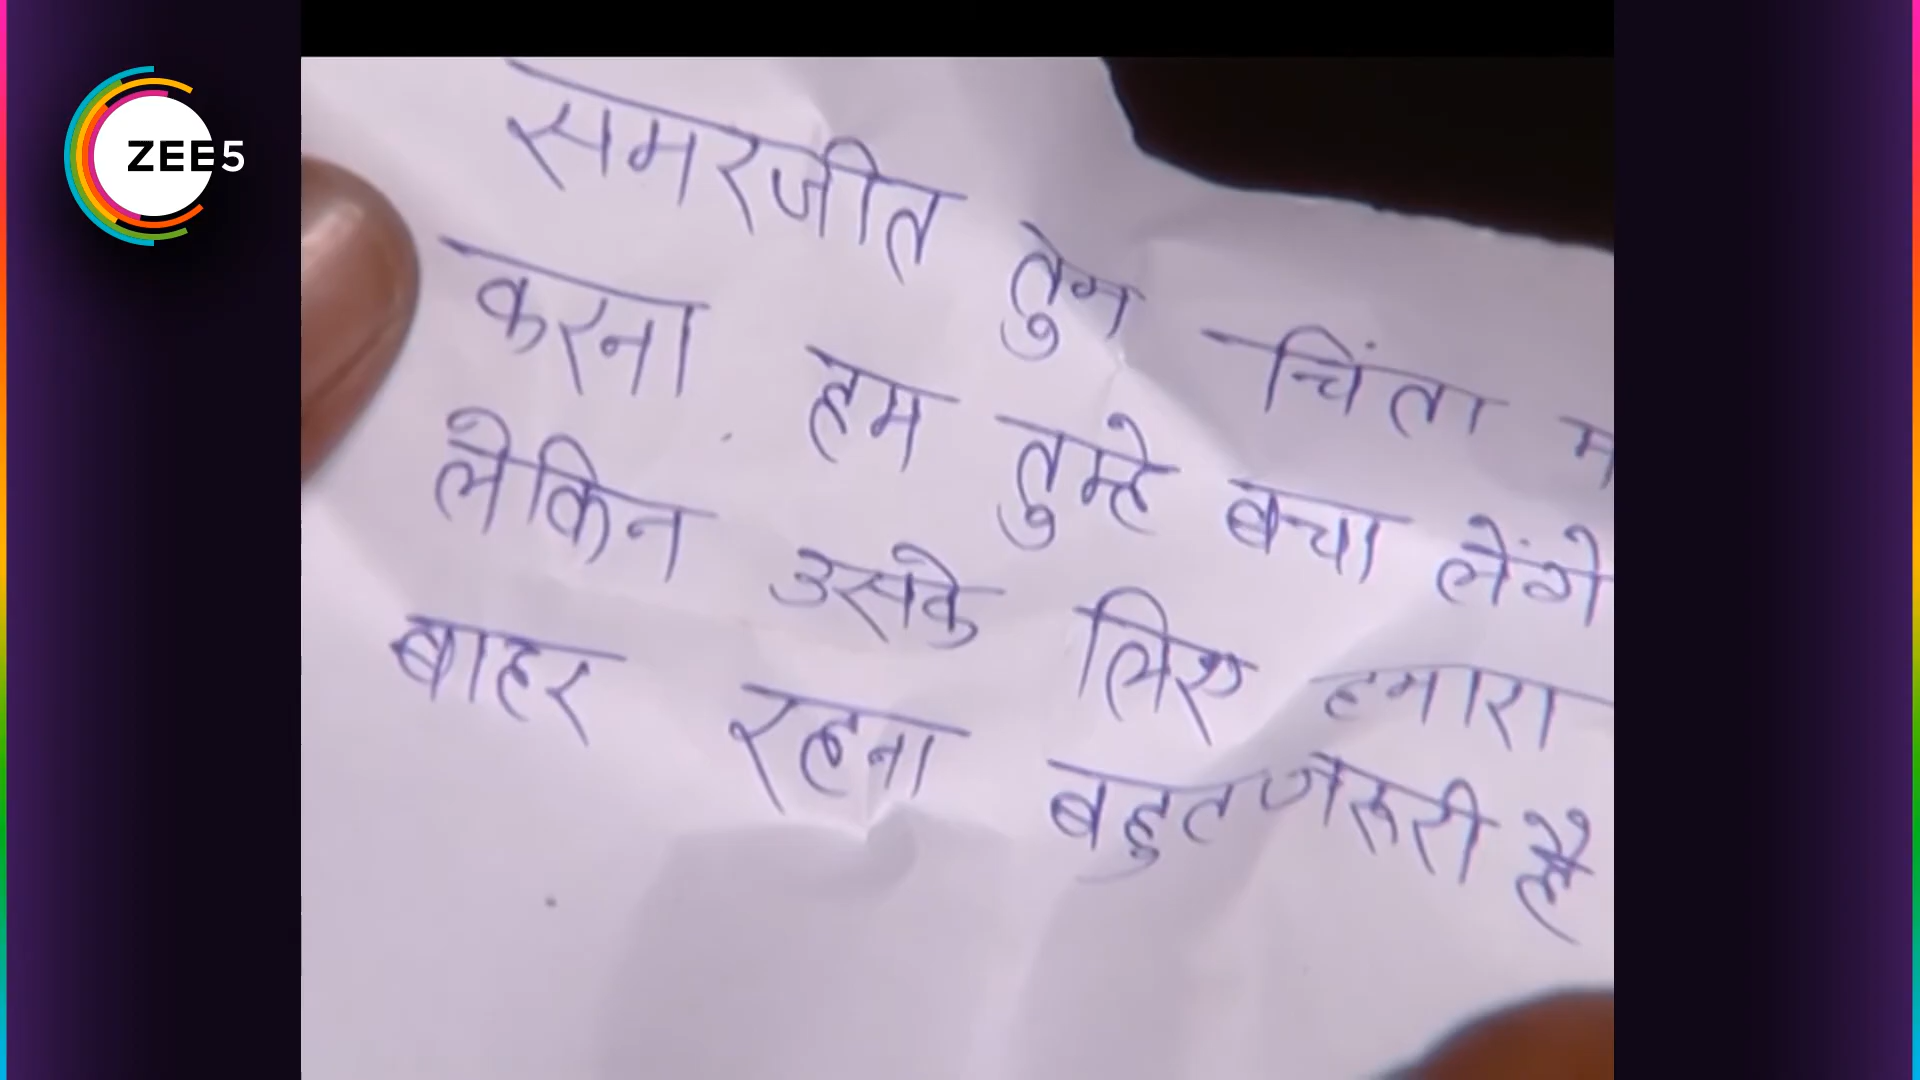 ZEE5
समरजीत तुम चिंता म
करना हम तुम्हे बचा लेंगे
लेकिन उसके लिए हमारा
बाहर रहना बहुत जरूरी है